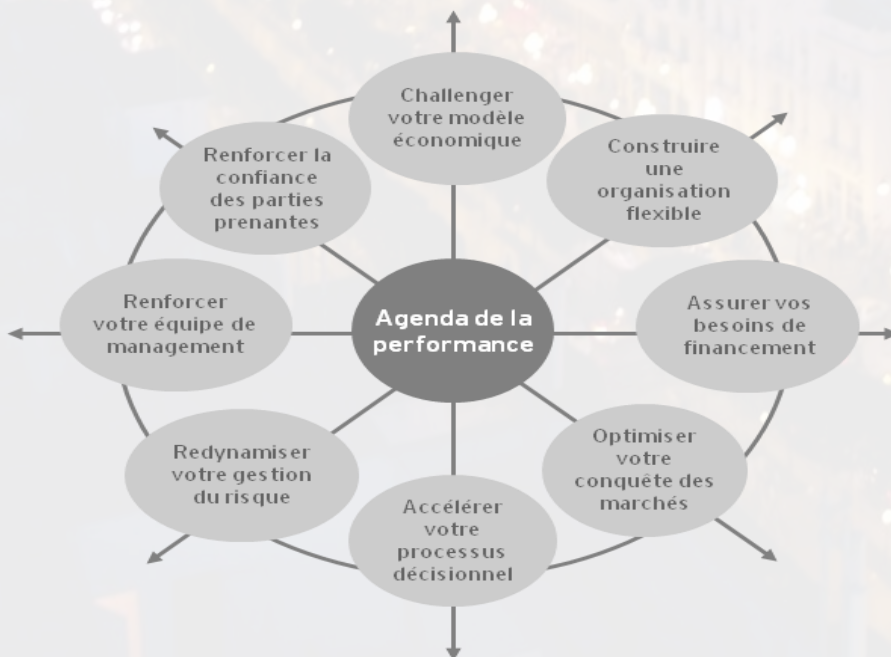 Challenger
votre modèle
économique
Construire
une
organisation
flexible
Assurer vos
besoins de
financement
Optimiser
votre
conquête des
marchés
Accélérer
votre
processus
décisionnel
Redynamiser
votre gestion
du risque
Renforcer
votre équipe de
management
Renforcer la
confiance
des parties
prenantes
Agenda de la
performance